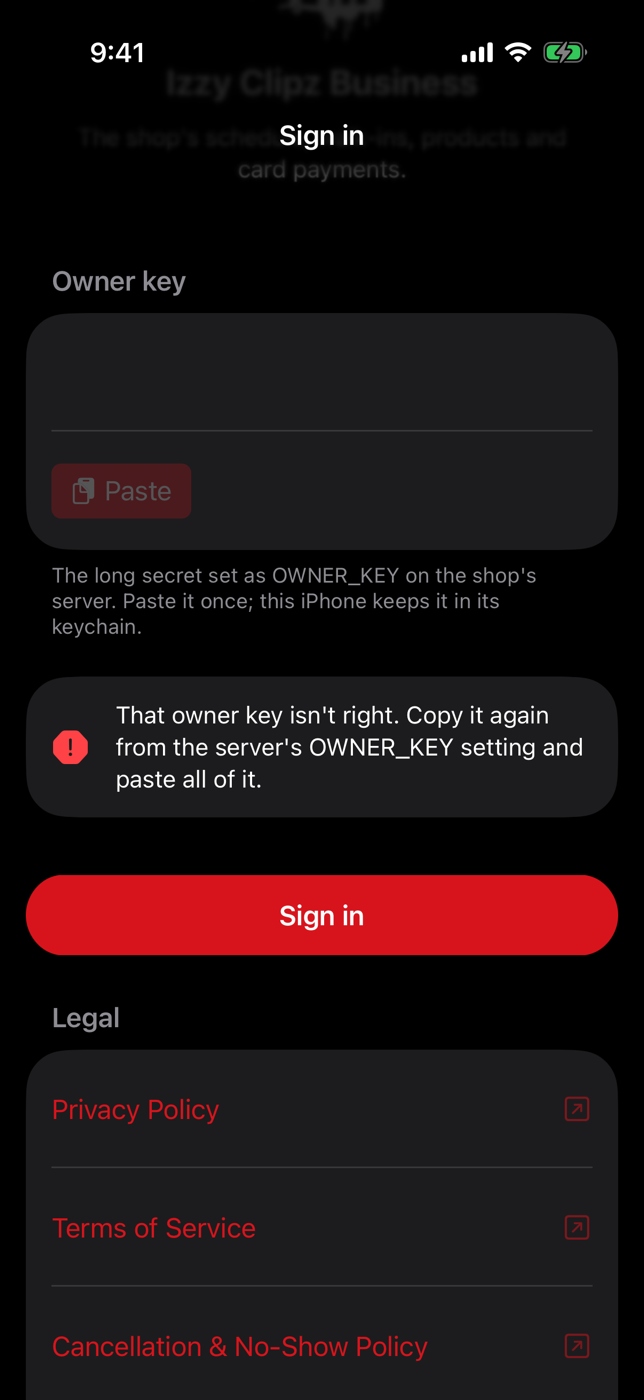 9:41
Izzy Clipz Business
Sign in
card payments.
Owner key
Paste
The long secret set as OWNER_KEY on the shop's
server. Paste it once; this iPhone keeps it in its
keychain.
That owner key isn't right. Copy it again
from the server's OWNER_KEY setting and
paste all of it.
Sign in
Legal
Privacy Policy
Terms of Service
Cancellation & No-Show Policy